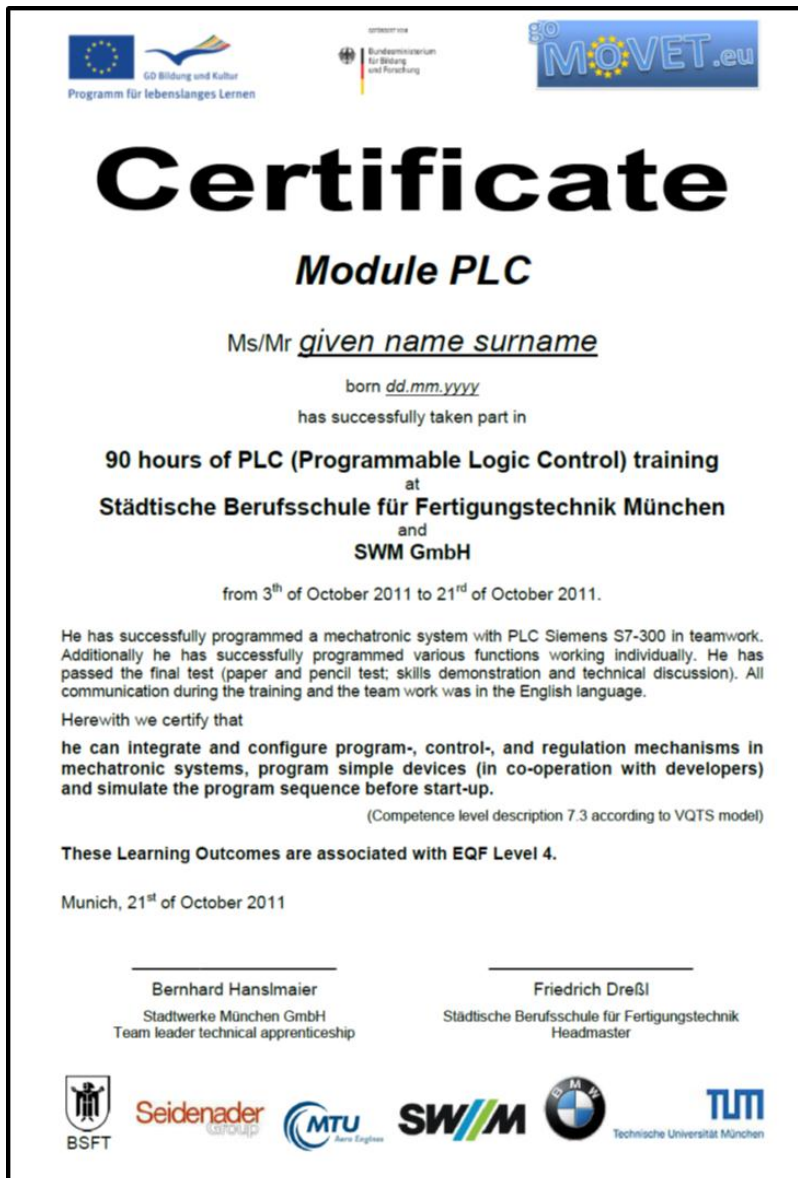 GEFÖRDERT VOM
GD Bildung und Kultur
Programm für lebenslanges Lernen
Bundesministerium
für Bildung
und Forschung
go
MOVET.eu
Certificate
Module PLC
Ms/Mr given name surname
born dd.mm.yyyy
has successfully taken part in
90 hours of PLC (Programmable Logic Control) training
at
Städtische Berufsschule für Fertigungstechnik München
and
SWM GmbH
from 3th of October 2011 to 21rd of October 2011.
He has successfully programmed a mechatronic system with PLC Siemens S7-300 in teamwork.
Additionally he has successfully programmed various functions working individually. He has
passed the final test (paper and pencil test; skills demonstration and technical discussion). All
communication during the training and the team work was in the English language.
Herewith we certify that
he can integrate and configure program-, control-, and regulation mechanisms in
mechatronic systems, program simple devices (in co-operation with developers)
and simulate the program sequence before start-up.
(Competence level description 7.3 according to VQTS model)
These Learning Outcomes are associated with EQF Level 4.
Munich, 21st of October 2011
Bernhard Hanslmaier
Stadtwerke München GmbH
Team leader technical apprenticeship
Friedrich Dreßl
Städtische Berufsschule für Fertigungstechnik
Headmaster
BSFT
Seidenader
Group
MTU
Aero Engines
SWM
BMW
TUM
Technische Universität München